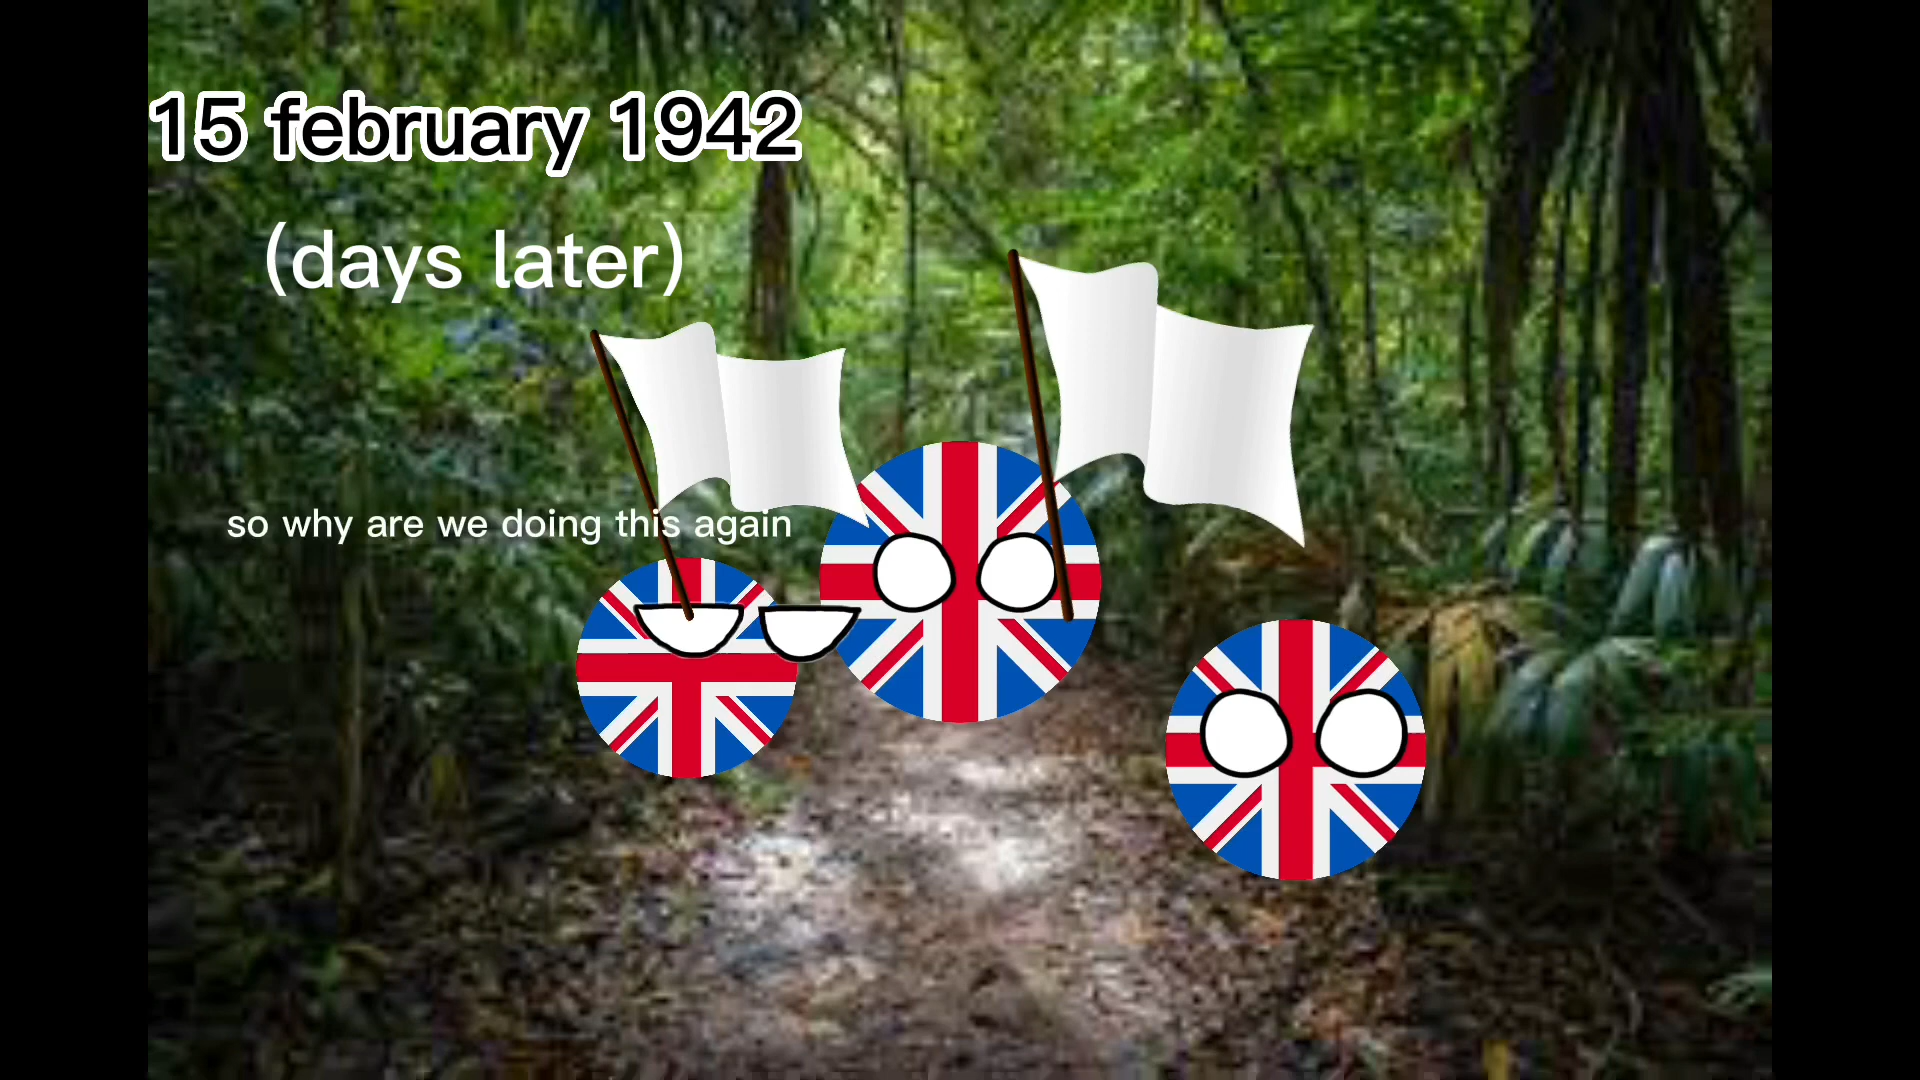 15 february 1942
(days later)
so why are we doing this again